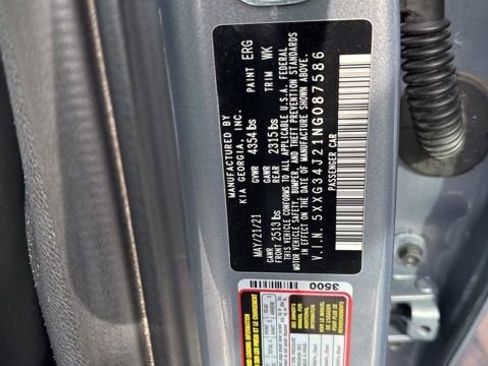 MANUFACTURED BY
KIA GEORGIA, INC.
PAINT ERG
MAY/21/21
GVWR 4354 lbs
TRIM WK
GAWR FRONT 2513 lbs
GAWR REAR 2315 lbs
THIS VEHICLE CONFORMS TO ALL APPLICABLE U.S.A. FEDERAL
MOTOR VEHICLE SAFETY, BUMPER, AND THEFT PREVENTION STANDARDS
IN EFFECT ON THE DATE OF MANUFACTURE SHOWN ABOVE.
V.I.N. 5XXG34J21NG087586
PASSENGER CAR
3500